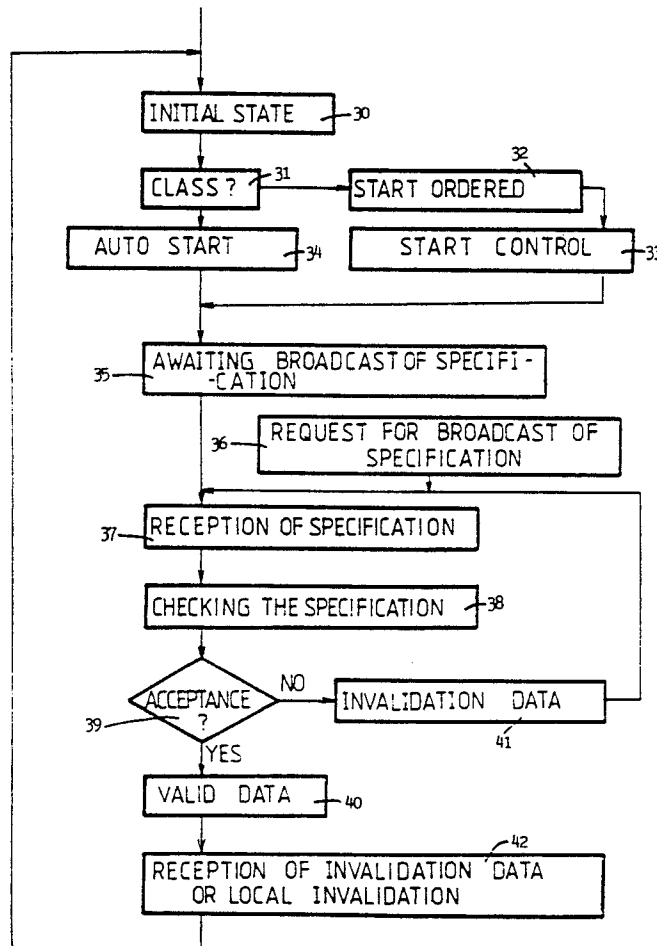 INITIAL STATE
30
CLASS ?
31
START ORDERED
32
AUTO START
34
START CONTROL
33
AWAITING BROADCAST OF SPECIFI-
-CATION
35
REQUEST FOR BROADCAST OF
SPECIFICATION
36
RECEPTION OF SPECIFICATION
37
CHECKING THE SPECIFICATION
38
ACCEPTANCE
?
39
NO
INVALIDATION DATA
41
YES
VALID DATA
40
42
RECEPTION OF INVALIDATION DATA
OR LOCAL INVALIDATION